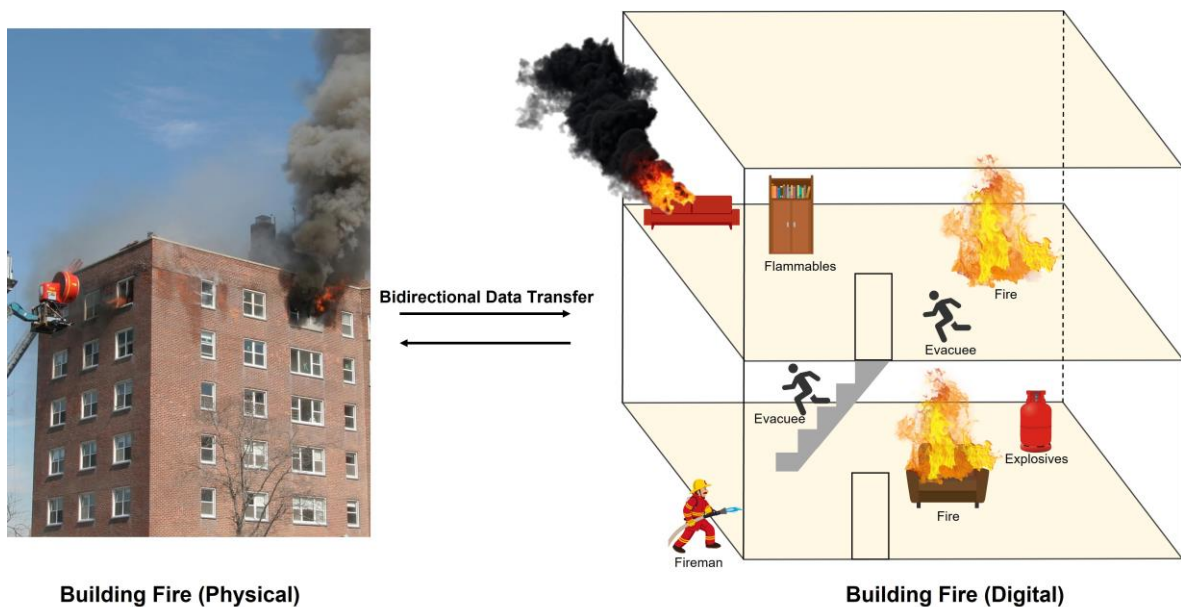 Bidirectional Data Transfer
Flammables
Fire
Evacuee
Evacuee
Explosives
Fire
Fireman
Building Fire (Physical)
Building Fire (Digital)